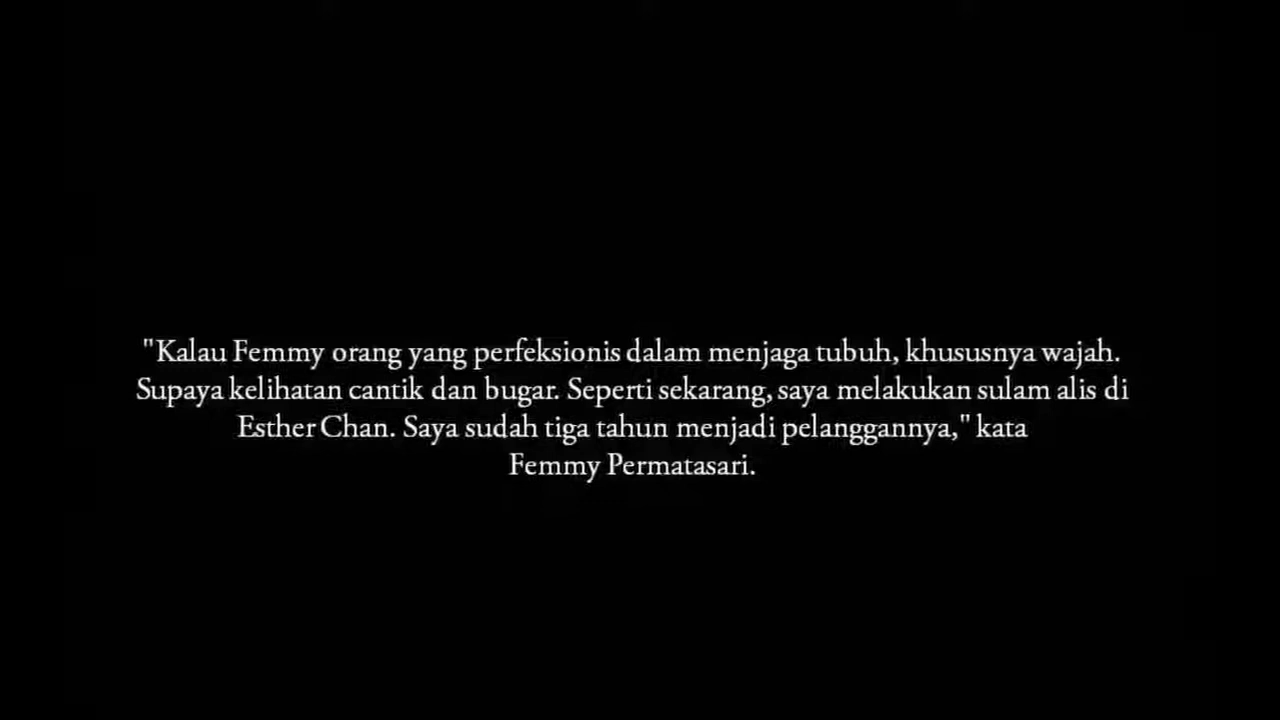 "Kalau Femmy orang yang perfeksionis dalam menjaga tubuh, khususnya wajah.
Supaya kelihatan cantik dan bugar. Seperti sekarang, saya melakukan sulam alis di
Esther Chan. Saya sudah tiga tahun menjadi pelanggannya," kata
Femmy Permatasari.